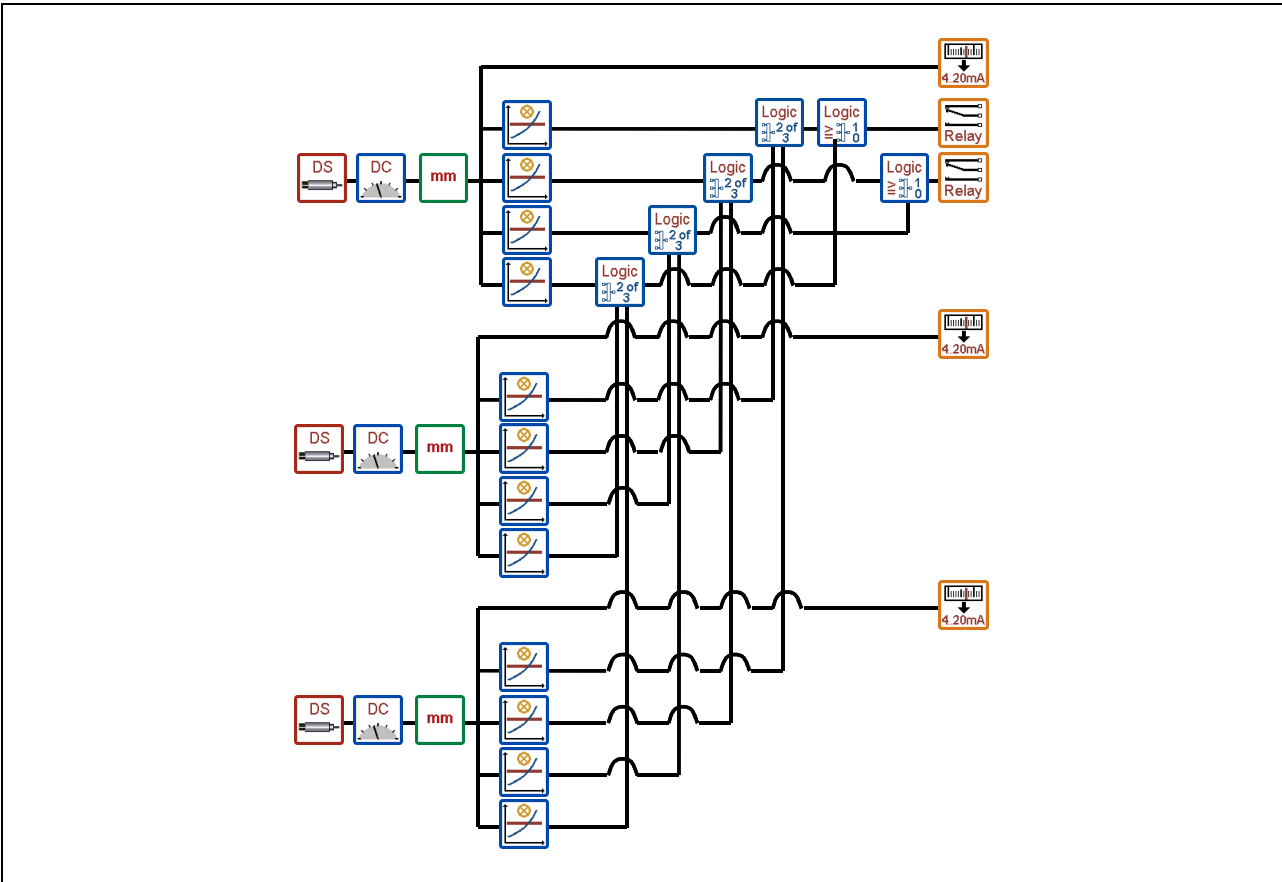 4..20mA
Logic
2 of
3
Logic
≥ 1
0
Relay
DS
DC
mm
Logic
2 of
3
Logic
≥ 1
0
Relay
Logic
2 of
3
Logic
2 of
3
4..20mA
DS
DC
mm
4..20mA
DS
DC
mm